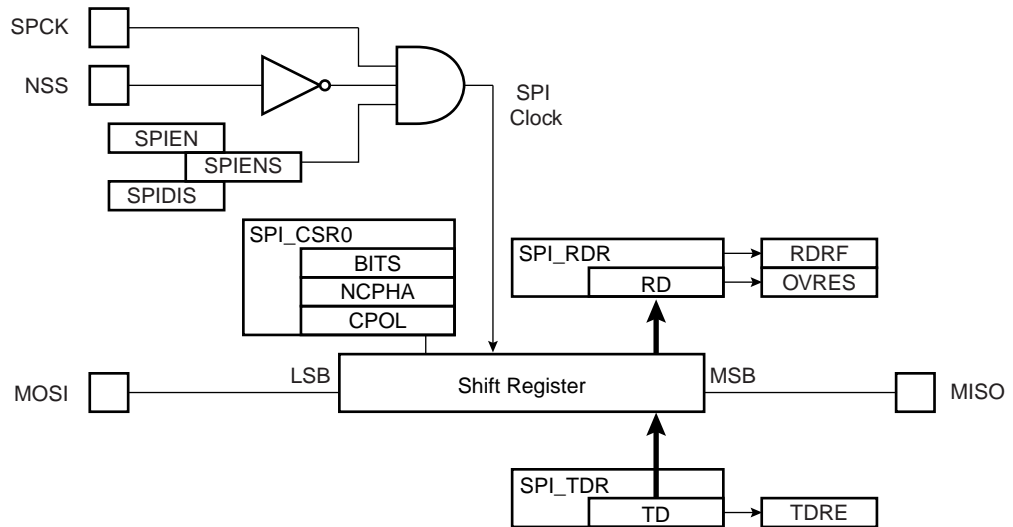 SPCK
NSS
SPI
Clock
SPIEN
SPIENS
SPIDIS
SPI_CSR0
BITS
NCPHA
CPOL
SPI_RDR
RD
RDRF
OVRES
MOSI
LSB
Shift Register
MSB
MISO
SPI_TDR
TD
TDRE